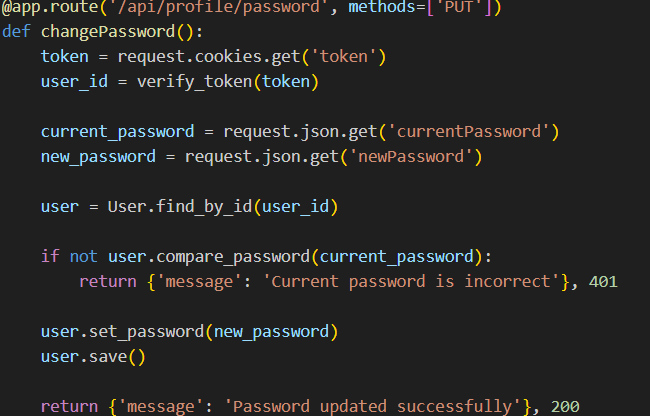 @app.route('/api/profile/password', methods=['PUT'])
def changePassword():
    token = request.cookies.get('token')
    user_id = verify_token(token)

    current_password = request.json.get('currentPassword')
    new_password = request.json.get('newPassword')

    user = User.find_by_id(user_id)

    if not user.compare_password(current_password):
        return {'message': 'Current password is incorrect'}, 401

    user.set_password(new_password)
    user.save()

    return {'message': 'Password updated successfully'}, 200